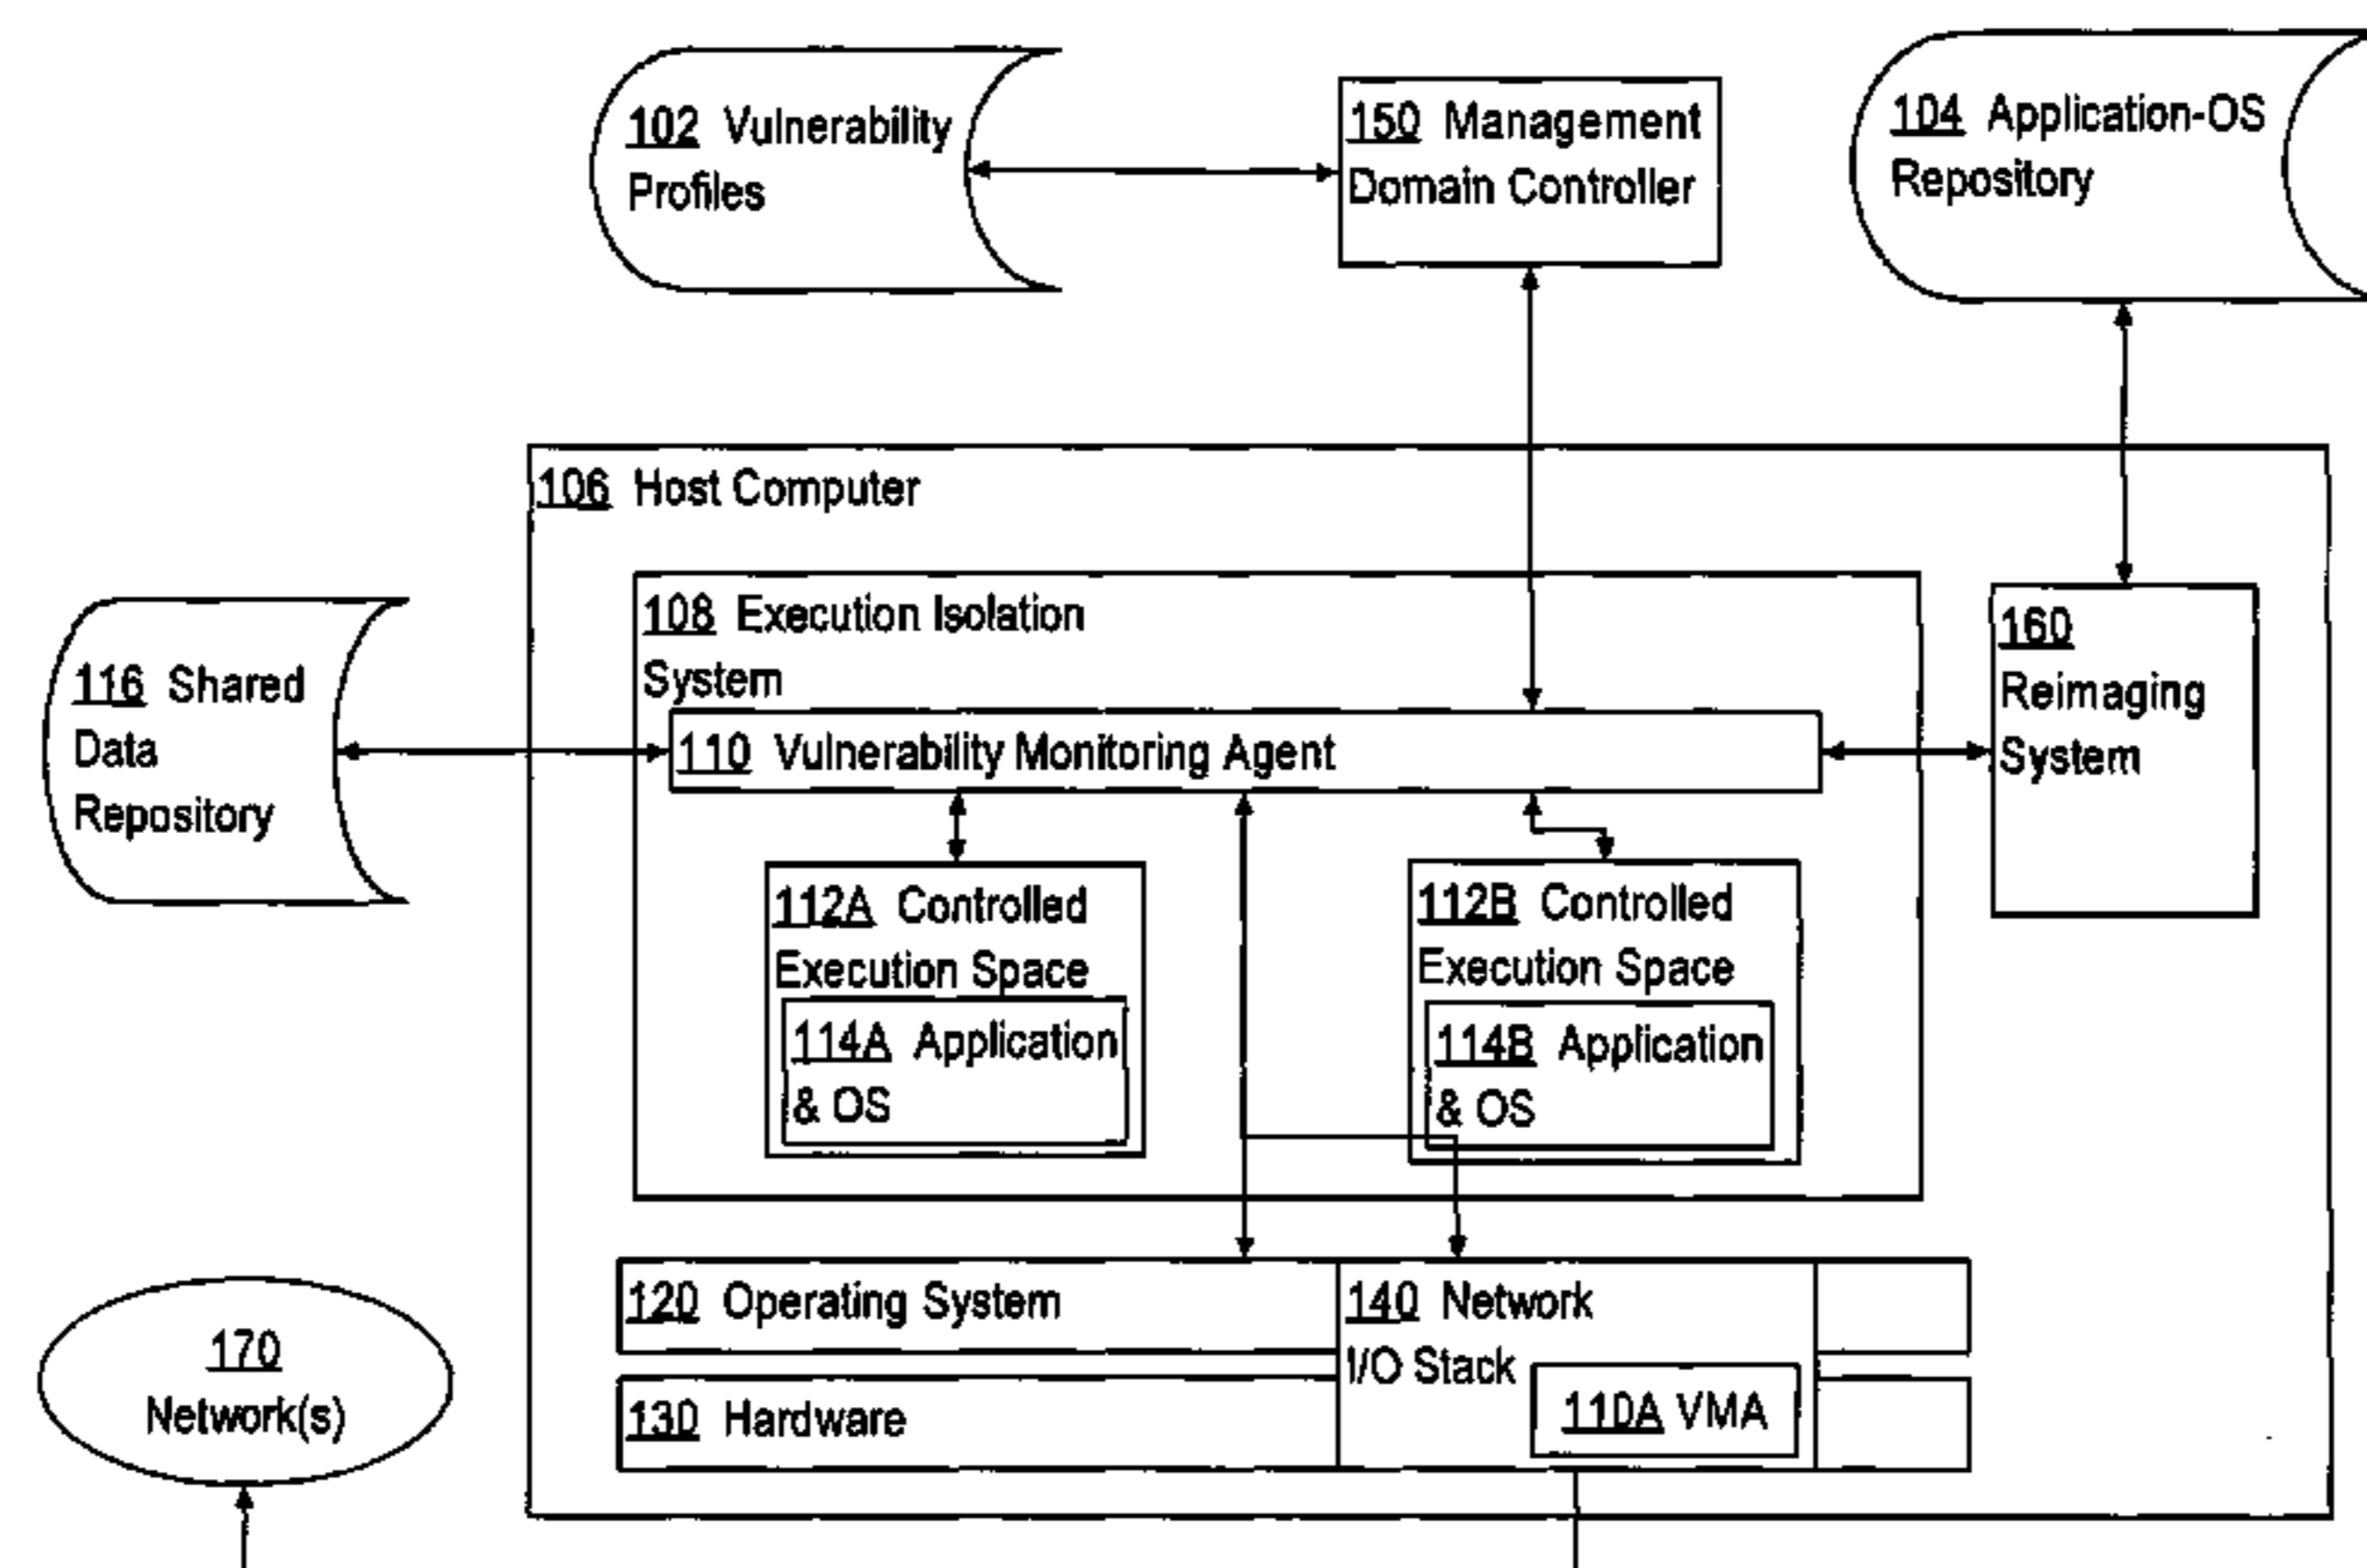 102 Vulnerability
Profiles
150 Management
Domain Controller
104 Application-OS
Repository
106 Host Computer
108 Execution Isolation
System
116 Shared
Data
Repository
110 Vulnerability Monitoring Agent
160
Reimaging
System
112A Controlled
Execution Space
114A Application
& OS
112B Controlled
Execution Space
114B Application
& OS
120 Operating System
140 Network
I/O Stack
130 Hardware
110A VMA
170
Network(s)